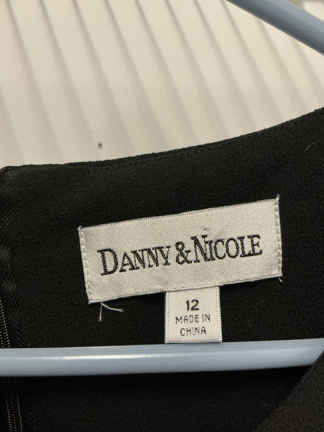 DANNY & NICOLE
12
MADE IN
CHINA